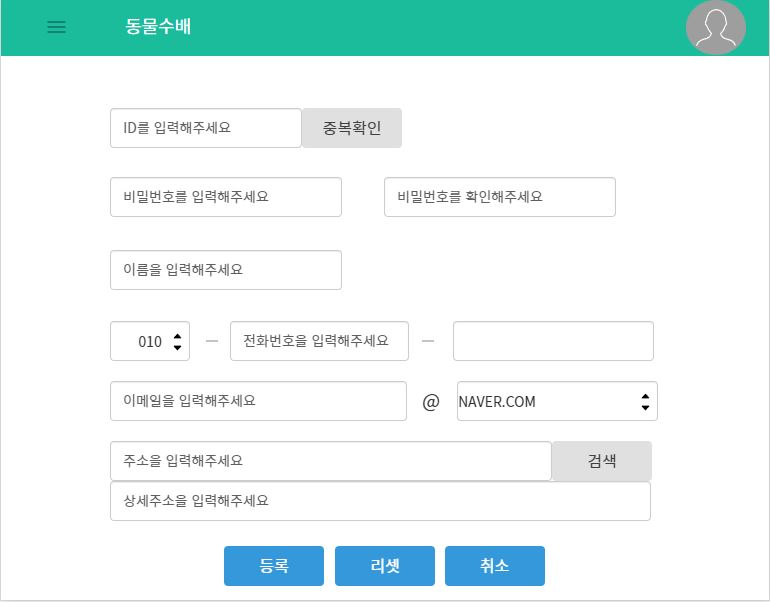 동물수배
ID를 입력해주세요 중복확인
비밀번호를 입력해주세요 비밀번호를 확인해주세요
이름을 입력해주세요
010 — 전화번호을 입력해주세요 —
이메일을 입력해주세요 @ NAVER.COM
주소을 입력해주세요 검색
상세주소을 입력해주세요
등록 리셋 취소